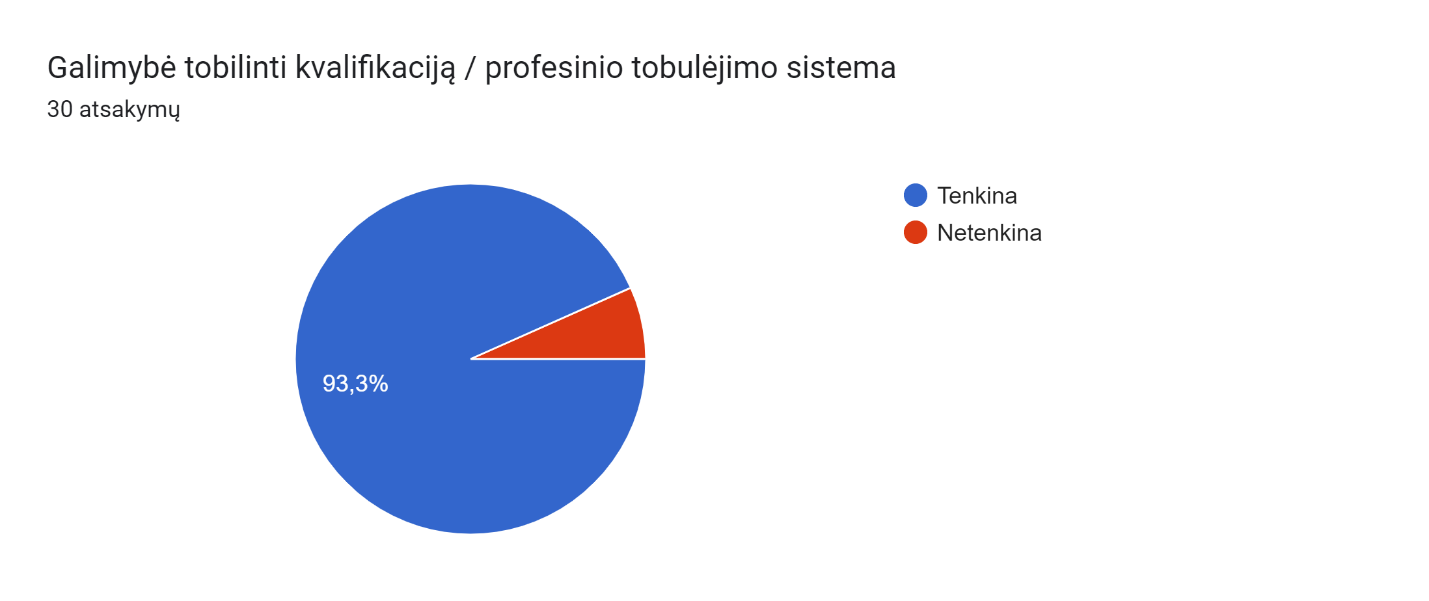 Galimybė tobilinti kvalifikaciją / profesinio tobulėjimo sistema
30 atsakymų
Tenkina
Netenkina
93,3%